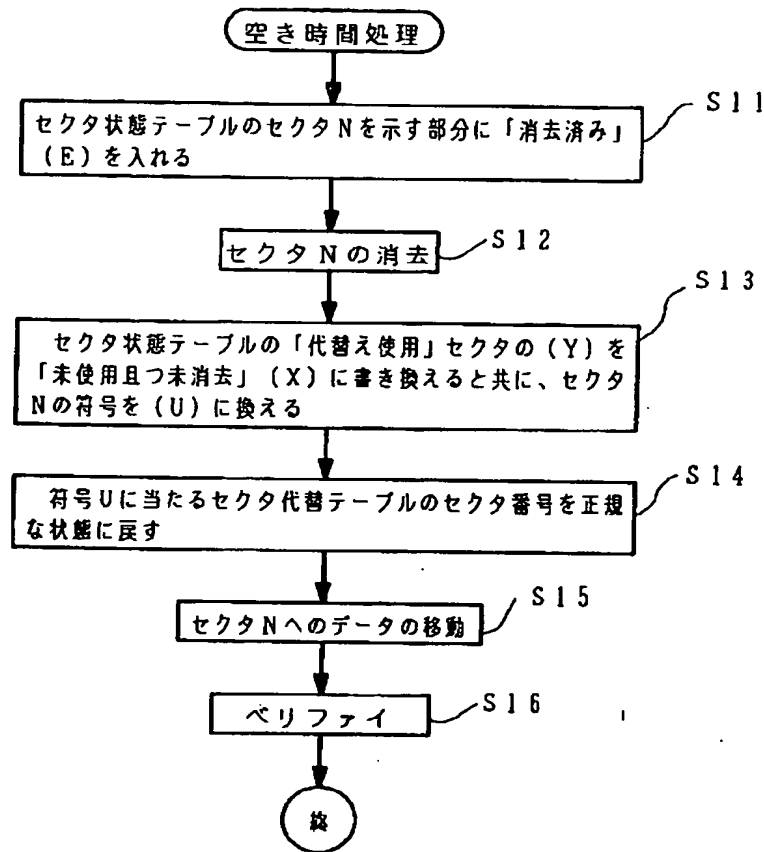 空き時間処理
セクタ状態テーブルのセクタNを示す部分に「消去済み」
(E)を入れる
S11
セクタNの消去
S12
セクタ状態テーブルの「代替え使用」セクタの(Y)を
「未使用且つ未消去」(X)に書き換えると共に、セクタ
Nの符号を(U)に換える
S13
符号Uに当たるセクタ代替テーブルのセクタ番号を正規
な状態に戻す
S14
セクタNへのデータの移動
S15
ベリファイ
S16
終